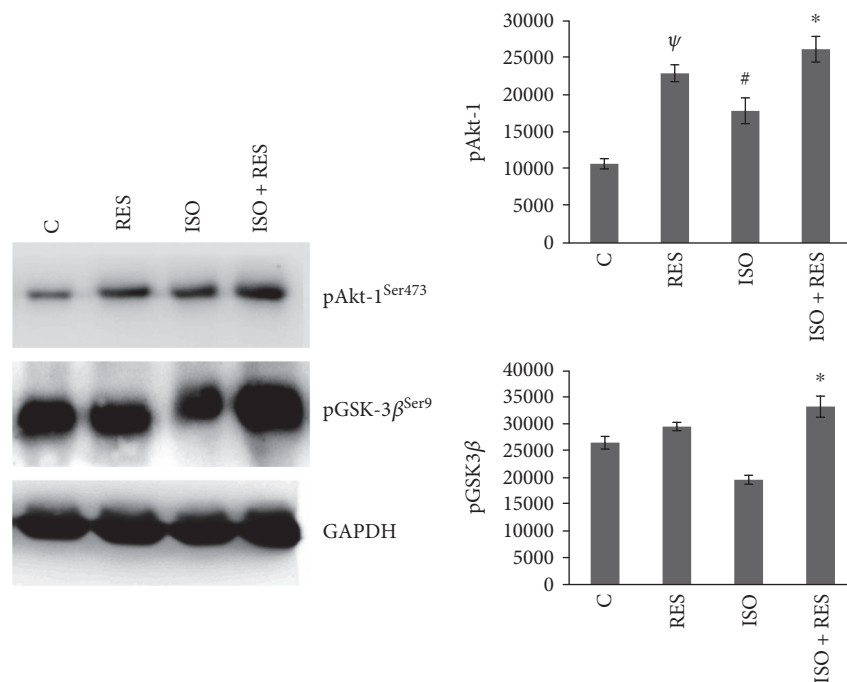 C
RES
ISO
ISO + RES
pAkt-1Ser473
pGSK-3βSer9
GAPDH
30000
25000
20000
15000
10000
5000
0
pAkt-1
ψ
#
*
C
RES
ISO
ISO + RES
40000
35000
30000
25000
20000
15000
10000
5000
0
pGSK3β
*
C
RES
ISO
ISO + RES